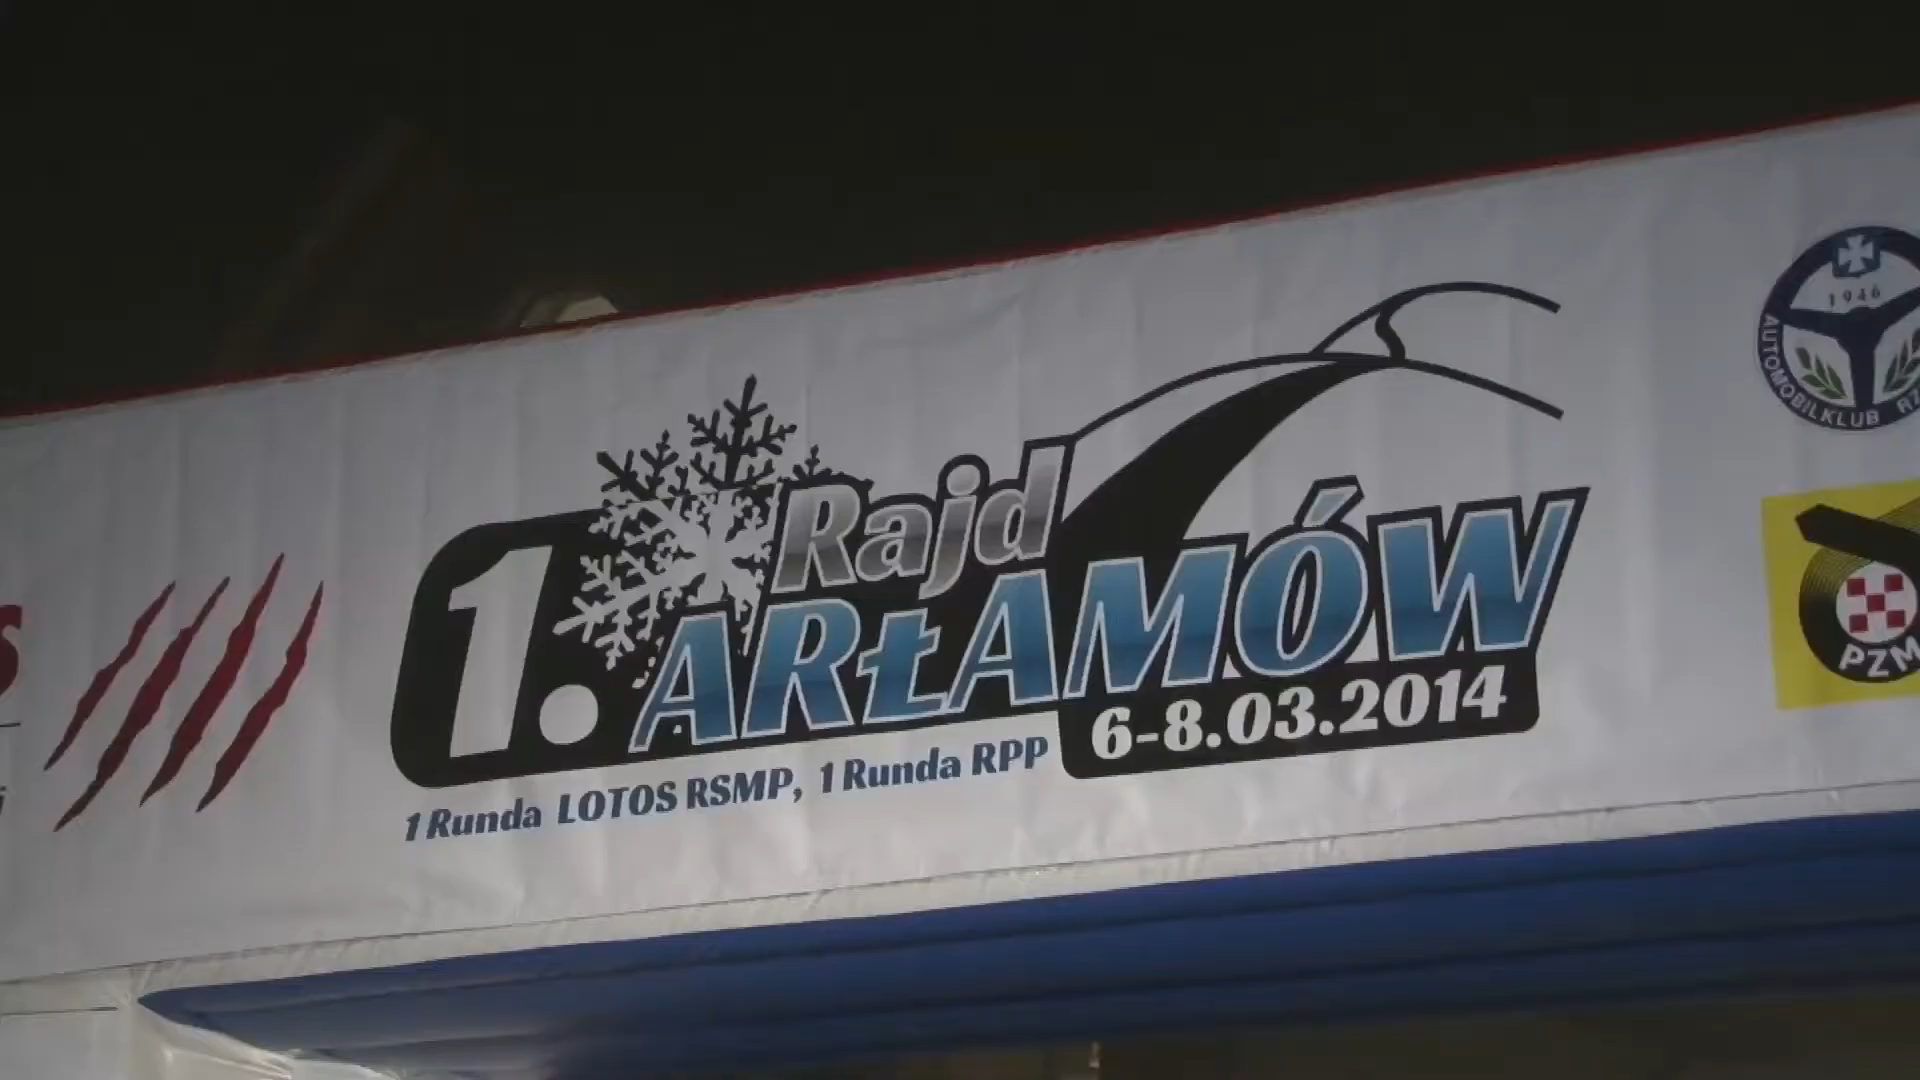 1. Rajd
ARŁAMÓW
6-8.03.2014
1 Runda LOTOS RSMP, 1 Runda RPP
1946
AUTOMOBILKLUB
PZM